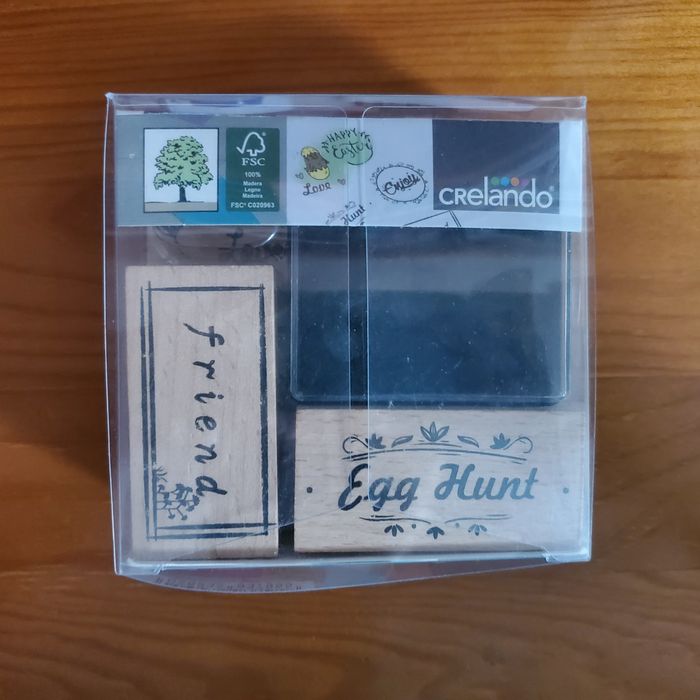 FSC
100%
Madera
Legno
Madeira
FSC® C020963
HAPPY
Easter
Love
Enjoy
Hunt
CRELANDO®
friend
Egg Hunt